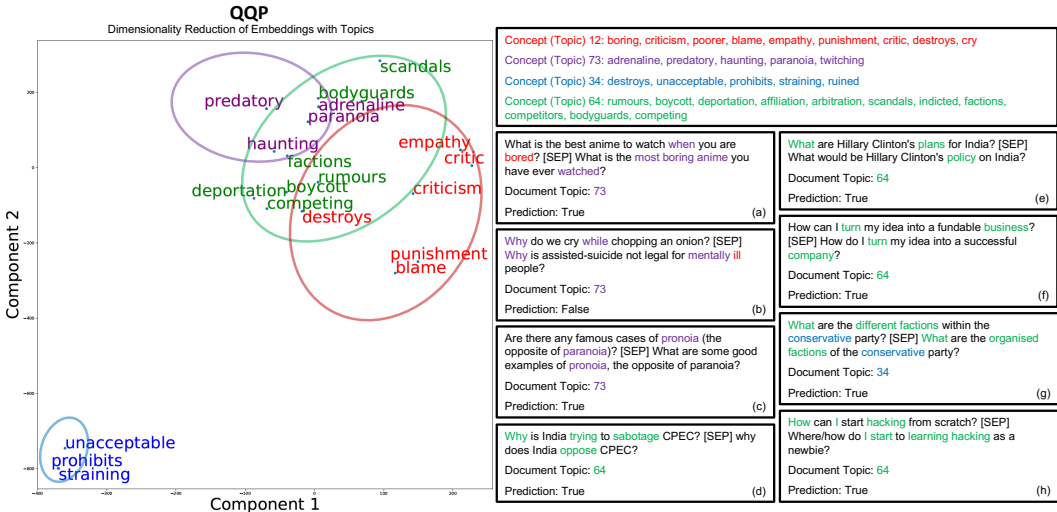 QQP
Dimensionality Reduction of Embeddings with Topics
Component 2
200
0
−200
−400
−600
−800
−400
−300
−200
−100
0
100
200
Component 1
scandals
bodyguards
predatory
adrenaline
paranoia
empathy
haunting
critic
factions
rumours
deportation
boycott
criticism
competing
destroys
punishment
blame
unacceptable
prohibits
straining
Concept (Topic) 12: boring, criticism, poorer, blame, empathy, punishment, critic, destroys, cry
Concept (Topic) 73: adrenaline, predatory, haunting, paranoia, twitching
Concept (Topic) 34: destroys, unacceptable, prohibits, straining, ruined
Concept (Topic) 64: rumours, boycott, deportation, affiliation, arbitration, scandals, indicted, factions,
competitors, bodyguards, competing
What is the best anime to watch when you are
bored? [SEP] What is the most boring anime you
have ever watched?
Document Topic: 73
Prediction: True (a)
Why do we cry while chopping an onion? [SEP]
Why is assisted-suicide not legal for mentally ill
people?
Document Topic: 73
Prediction: False (b)
Are there any famous cases of pronoia (the
opposite of paranoia)? [SEP] What are some good
examples of pronoia, the opposite of paranoia?
Document Topic: 73
Prediction: True (c)
Why is India trying to sabotage CPEC? [SEP] why
does India oppose CPEC?
Document Topic: 64
Prediction: True (d)
What are Hillary Clinton's plans for India? [SEP]
What would be Hillary Clinton's policy on India?
Document Topic: 64
Prediction: True (e)
How can I turn my idea into a fundable business?
[SEP] How do I turn my idea into a successful
company?
Document Topic: 64
Prediction: True (f)
What are the different factions within the
conservative party? [SEP] What are the organised
factions of the conservative party?
Document Topic: 34
Prediction: True (g)
How can I start hacking from scratch? [SEP]
Where/how do I start to learning hacking as a
newbie?
Document Topic: 64
Prediction: True (h)